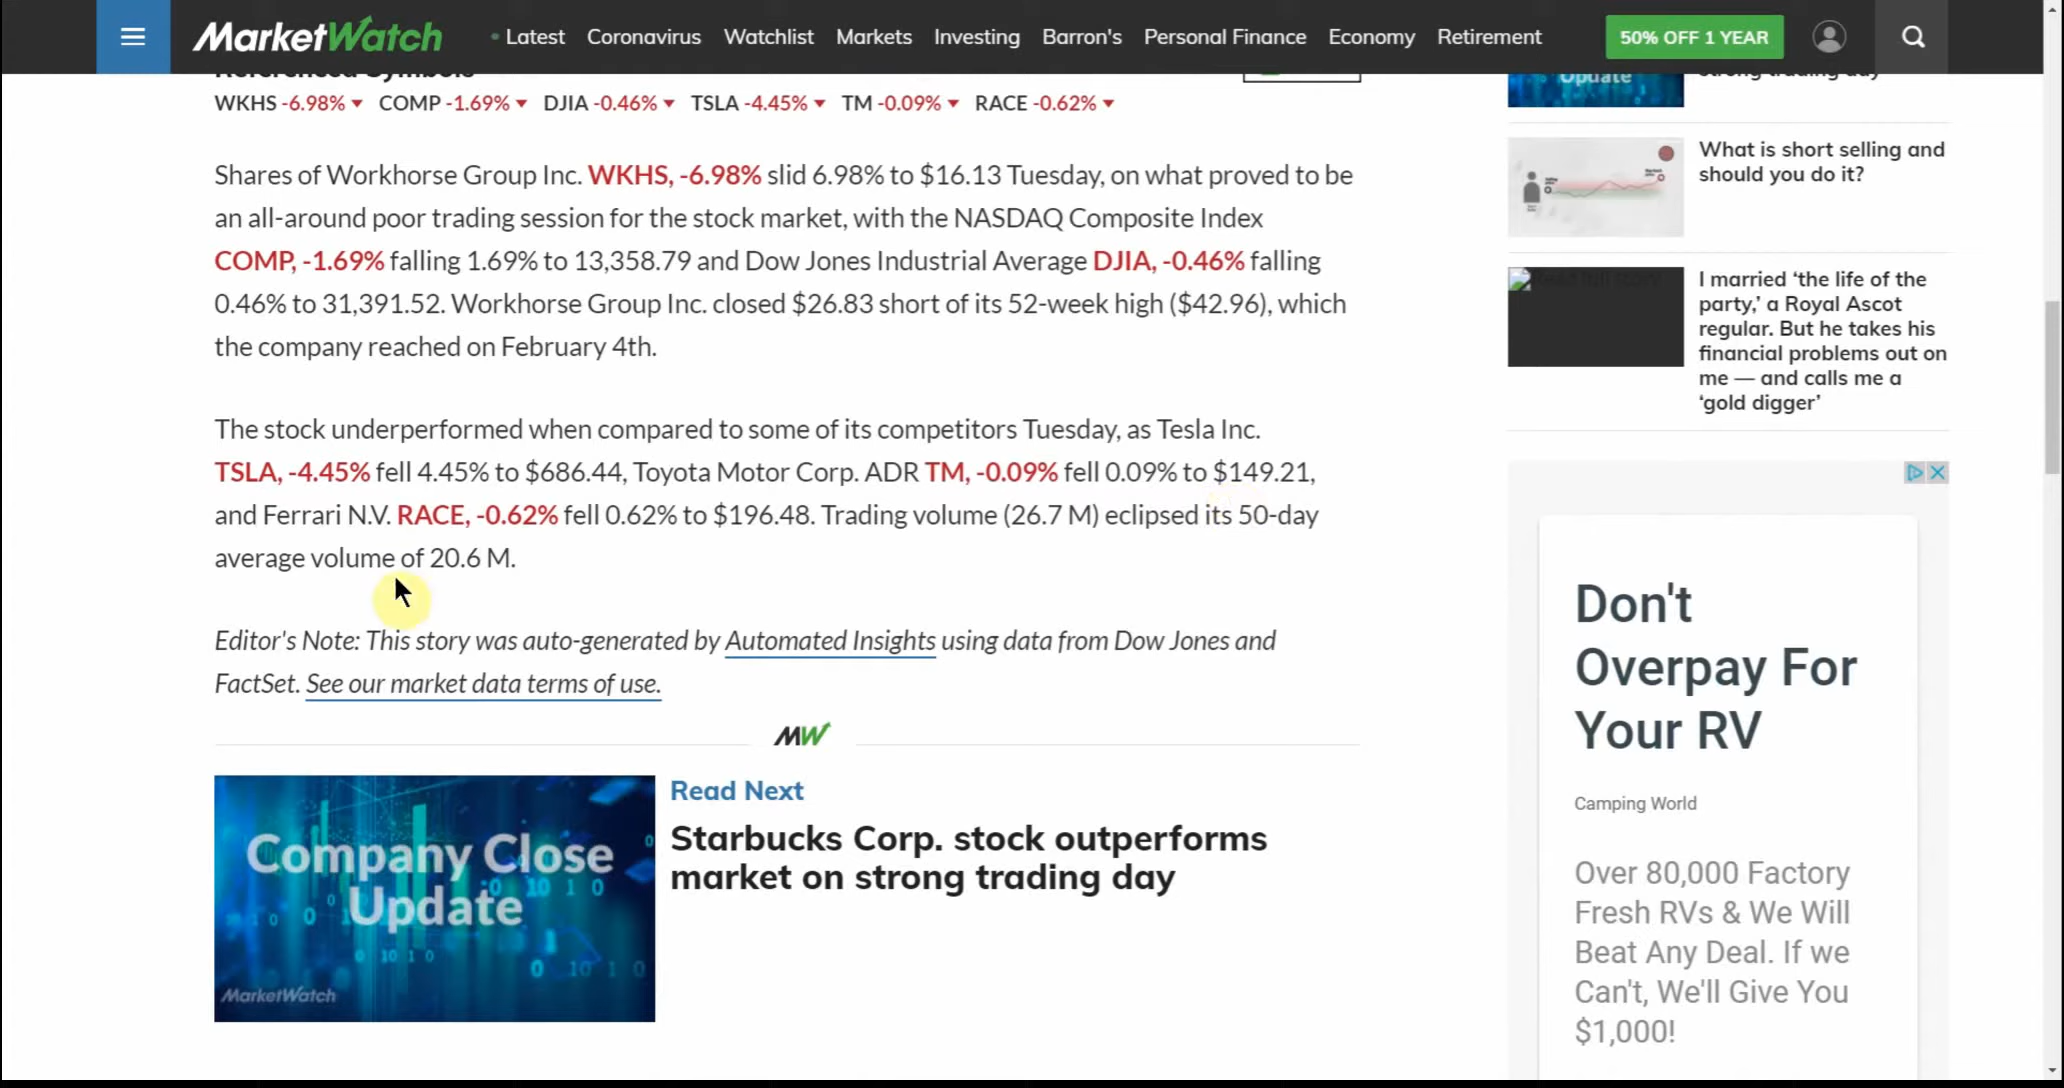 MarketWatch
Latest Coronavirus Watchlist Markets Investing Barron's Personal Finance Economy Retirement
50% OFF 1 YEAR
Referenced Symbols
WKHS -6.98% COMP -1.69% DJIA -0.46% TSLA -4.45% TM -0.09% RACE -0.62%
Shares of Workhorse Group Inc. WKHS, -6.98% slid 6.98% to $16.13 Tuesday, on what proved to be
an all-around poor trading session for the stock market, with the NASDAQ Composite Index
COMP, -1.69% falling 1.69% to 13,358.79 and Dow Jones Industrial Average DJIA, -0.46% falling
0.46% to 31,391.52. Workhorse Group Inc. closed $26.83 short of its 52-week high ($42.96), which
the company reached on February 4th.
The stock underperformed when compared to some of its competitors Tuesday, as Tesla Inc.
TSLA, -4.45% fell 4.45% to $686.44, Toyota Motor Corp. ADR TM, -0.09% fell 0.09% to $149.21,
and Ferrari N.V. RACE, -0.62% fell 0.62% to $196.48. Trading volume (26.7 M) eclipsed its 50-day
average volume of 20.6 M.
Editor's Note: This story was auto-generated by Automated Insights using data from Dow Jones and
FactSet. See our market data terms of use.
MW
Company Close
Update
MarketWatch
Read Next
Starbucks Corp. stock outperforms
market on strong trading day
Update
strong trading day
What is short selling and
should you do it?
I married ‘the life of the
party,’ a Royal Ascot
regular. But he takes his
financial problems out on
me — and calls me a
‘gold digger’
Don't
Overpay For
Your RV
Camping World
Over 80,000 Factory
Fresh RVs & We Will
Beat Any Deal. If we
Can't, We'll Give You
$1,000!